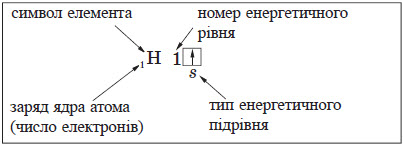 символ елемента
номер енергетичного
рівня
₁H 1 ↑
s
заряд ядра атома
(число електронів)
тип енергетичного
підрівня